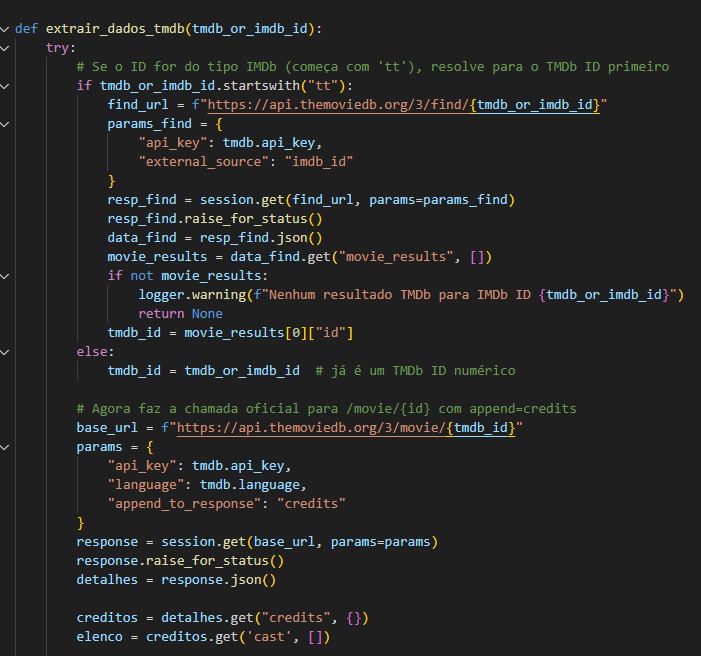 def extrair_dados_tmdb(tmdb_or_imdb_id):
    try:
        # Se o ID for do tipo IMDb (começa com 'tt'), resolve para o TMDb ID primeiro
        if tmdb_or_imdb_id.startswith("tt"):
            find_url = f"https://api.themoviedb.org/3/find/{tmdb_or_imdb_id}"
            params_find = {
                "api_key": tmdb.api_key,
                "external_source": "imdb_id"
            }
            resp_find = session.get(find_url, params=params_find)
            resp_find.raise_for_status()
            data_find = resp_find.json()
            movie_results = data_find.get("movie_results", [])
            if not movie_results:
                logger.warning(f"Nenhum resultado TMDb para IMDb ID {tmdb_or_imdb_id}")
                return None
            tmdb_id = movie_results[0]["id"]
        else:
            tmdb_id = tmdb_or_imdb_id  # já é um TMDb ID numérico

        # Agora faz a chamada oficial para /movie/{id} com append=credits
        base_url = f"https://api.themoviedb.org/3/movie/{tmdb_id}"
        params = {
            "api_key": tmdb.api_key,
            "language": tmdb.language,
            "append_to_response": "credits"
        }
        response = session.get(base_url, params=params)
        response.raise_for_status()
        detalhes = response.json()

        creditos = detalhes.get("credits", {})
        elenco = creditos.get('cast', [])